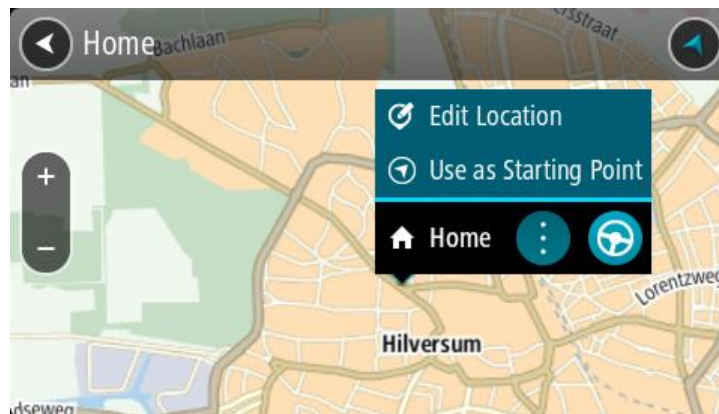 Home
Bachlaan
Edit Location
Use as Starting Point
+
Home
-
Lorentzweg
Hilversum